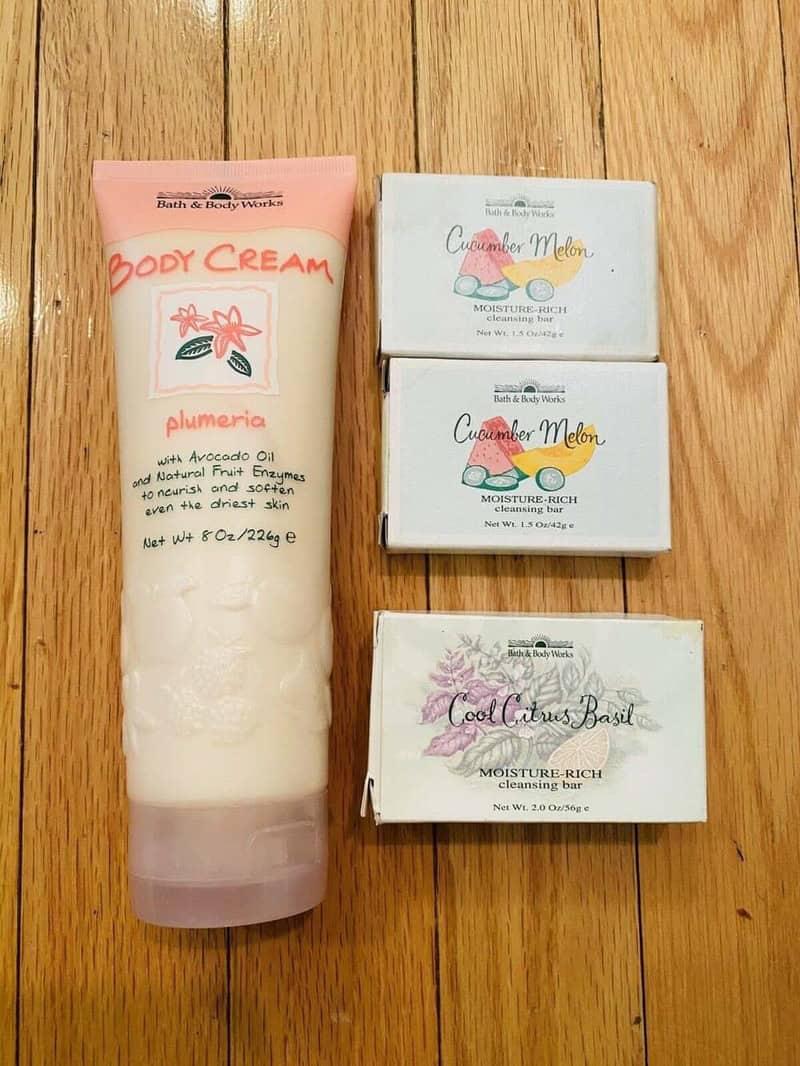 Bath & Body Works
BODY CREAM
plumeria
with Avocado Oil
and Natural Fruit Enzymes
to nourish and soften
even the driest skin
Net Wt 8 Oz/226g e
Bath & Body Works
Cucumber Melon
MOISTURE-RICH
cleansing bar
Net Wt. 1.5 Oz/42g e
Bath & Body Works
Cucumber Melon
MOISTURE-RICH
cleansing bar
Net Wt. 1.5 Oz/42g e
Bath & Body Works
Cool Citrus Basil
MOISTURE-RICH
cleansing bar
Net Wt. 2.0 Oz/56g e